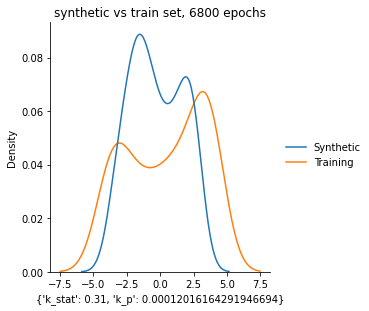 synthetic vs train set, 6800 epochs
Density
0.08
0.06
0.04
0.02
0.00
−7.5 −5.0 −2.5 0.0 2.5 5.0 7.5
{'k_stat': 0.31, 'k_p': 0.00012016164291946694}
Synthetic
Training